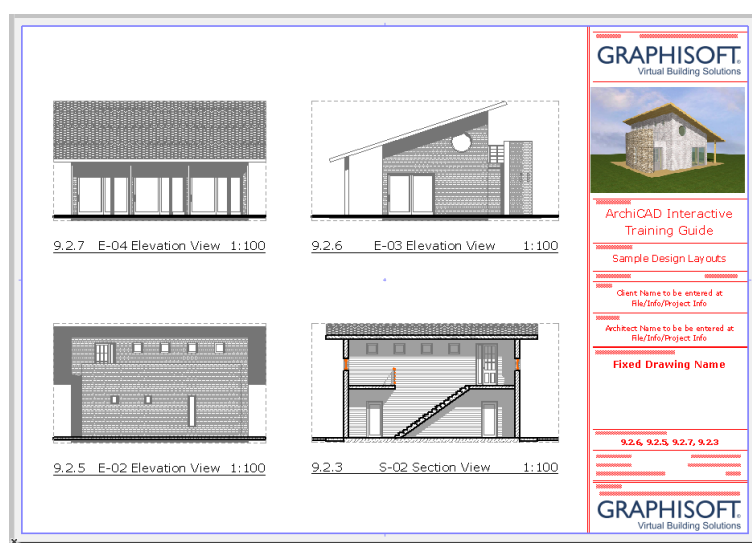 9.2.7 E-04 Elevation View 1:100
9.2.6 E-03 Elevation View 1:100
9.2.5 E-02 Elevation View 1:100
9.2.3 S-02 Section View 1:100
GRAPHISOFT.
Virtual Building Solutions
ArchiCAD Interactive
Training Guide
Sample Design Layouts
Client Name to be entered at
File/Info/Project Info
Architect Name to be be entered at
File/Info/Project Info
Fixed Drawing Name
9.2.6, 9.2.5, 9.2.7, 9.2.3
GRAPHISOFT.
Virtual Building Solutions